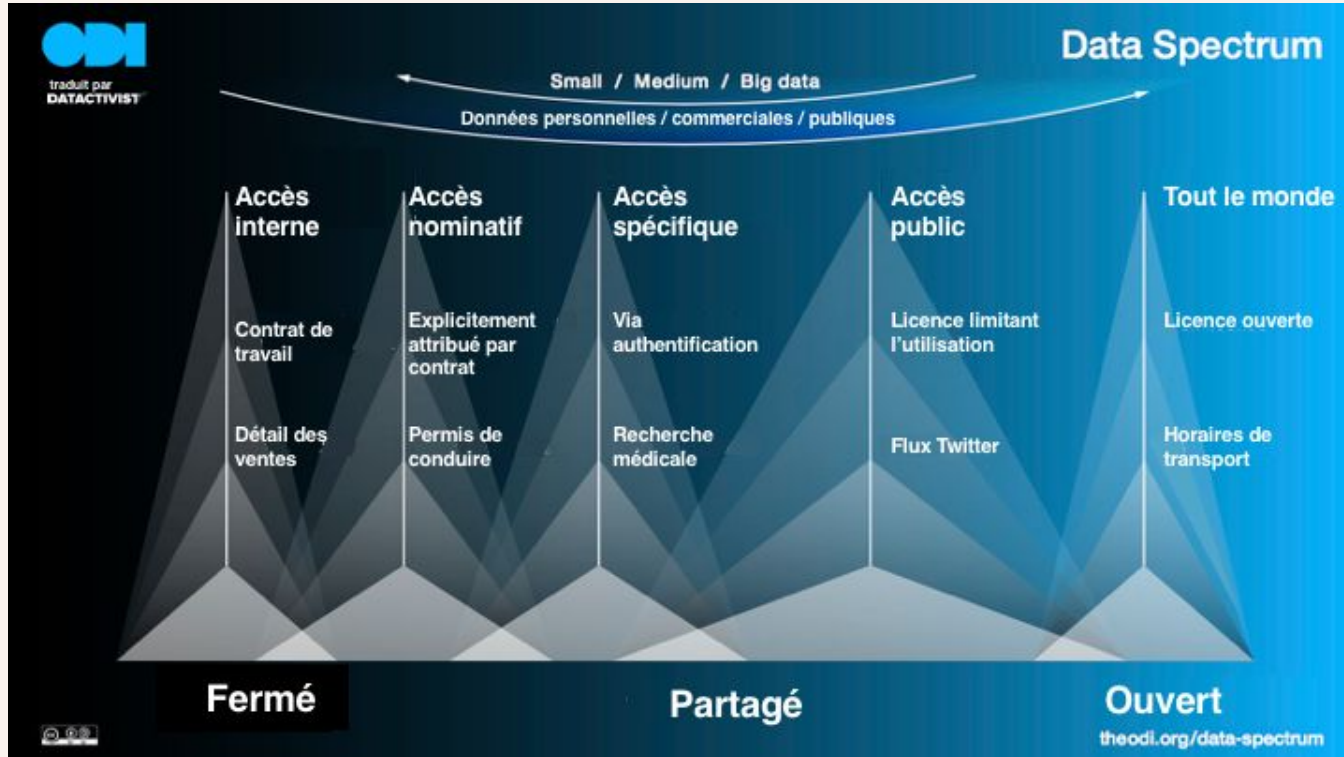 ODI
traduit par
DATACTIVIST
Data Spectrum
Small / Medium / Big data
Données personnelles / commerciales / publiques
Accès
interne
Contrat de
travail
Détail des
ventes
Accès
nominatif
Explicitement
attribué par
contrat
Permis de
conduire
Accès
spécifique
Via
authentification
Recherche
médicale
Accès
public
Licence limitant
l'utilisation
Flux Twitter
Tout le monde
Licence ouverte
Horaires de
transport
Fermé
Partagé
Ouvert
theodi.org/data-spectrum